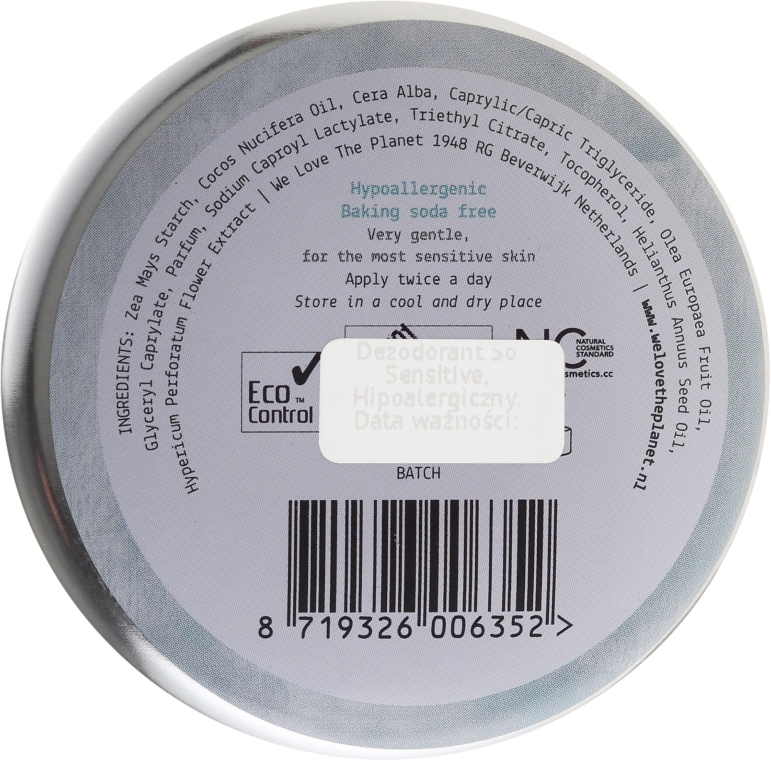 INGREDIENTS: Zea Mays Starch, Cocos Nucifera Oil, Cera Alba, Caprylic/Capric Triglyceride, Olea Europaea Fruit Oil,
Glyceryl Caprylate, Parfum, Sodium Caproyl Lactylate, Triethyl Citrate, Tocopherol, Helianthus Annuus Seed Oil,
Hypericum Perforatum Flower Extract | We Love The Planet 1948 RG Beverwijk Netherlands | www.welovetheplanet.nl
Hypoallergenic
Baking soda free
Very gentle,
for the most sensitive skin
Apply twice a day
Store in a cool and dry place
Eco™
Control
NC
NATURAL
COSMETICS
STANDARD
smetics.cc
Dezodorant So
Sensitive,
Hipoalergiczny.
Data ważności:
BATCH
8 719326 006352 >